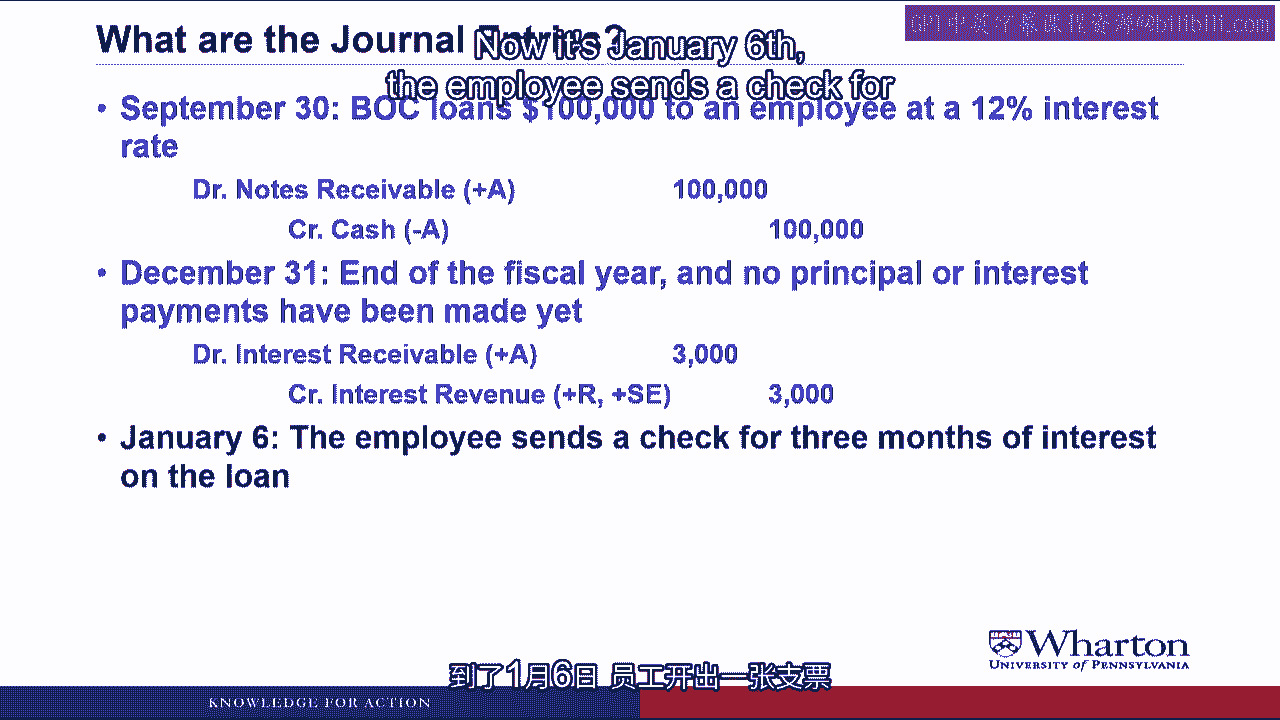 What are the Journal Entries?
Now it's January 6th,
the employee sends a check for
• September 30: BOC loans $100,000 to an employee at a 12% interest
rate
Dr. Notes Receivable (+A) 100,000
Cr. Cash (-A) 100,000
• December 31: End of the fiscal year, and no principal or interest
payments have been made yet
Dr. Interest Receivable (+A) 3,000
Cr. Interest Revenue (+R, +SE) 3,000
• January 6: The employee sends a check for three months of interest
on the loan
Wharton
UNIVERSITY of PENNSYLVANIA
到了1月6日 员工开出一张支票
KNOWLEDGE FOR ACTION